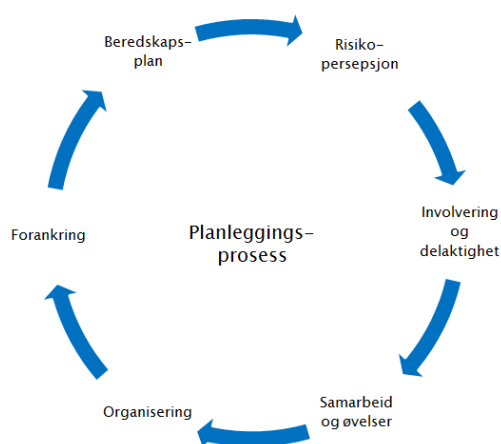 Beredskaps-
plan
Risiko-
persepsjon
Involvering
og
delaktighet
Samarbeid
og øvelser
Organisering
Forankring
Planleggings-
prosess